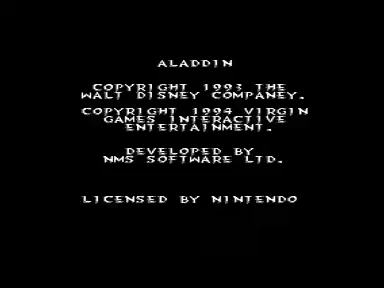 ALADDIN
COPYRIGHT 1993 THE
WALT DISNEY COMPANEY.
COPYRIGHT 1994 VIRGIN
GAMES INTERACTIVE
ENTERTAINMENT.
DEVELOPED BY
NMS SOFTWARE LTD.
LICENSED BY NINTENDO